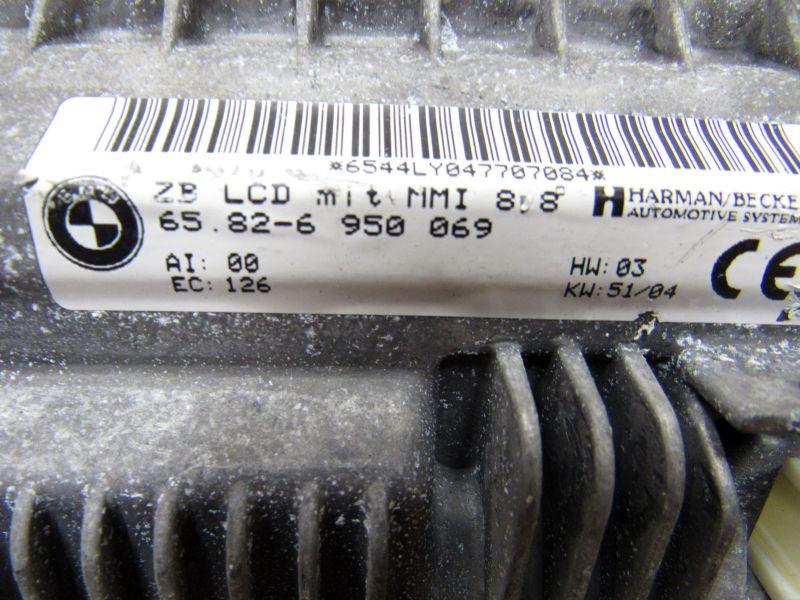 *6544LY047707084*
ZB LCD mit MMI 8,8"
65.82-6 950 069
HARMAN/BECKE
AUTOMOTIVE SYSTEM
AI: 00
EC: 126
HW: 03
KW: 51/04
CE